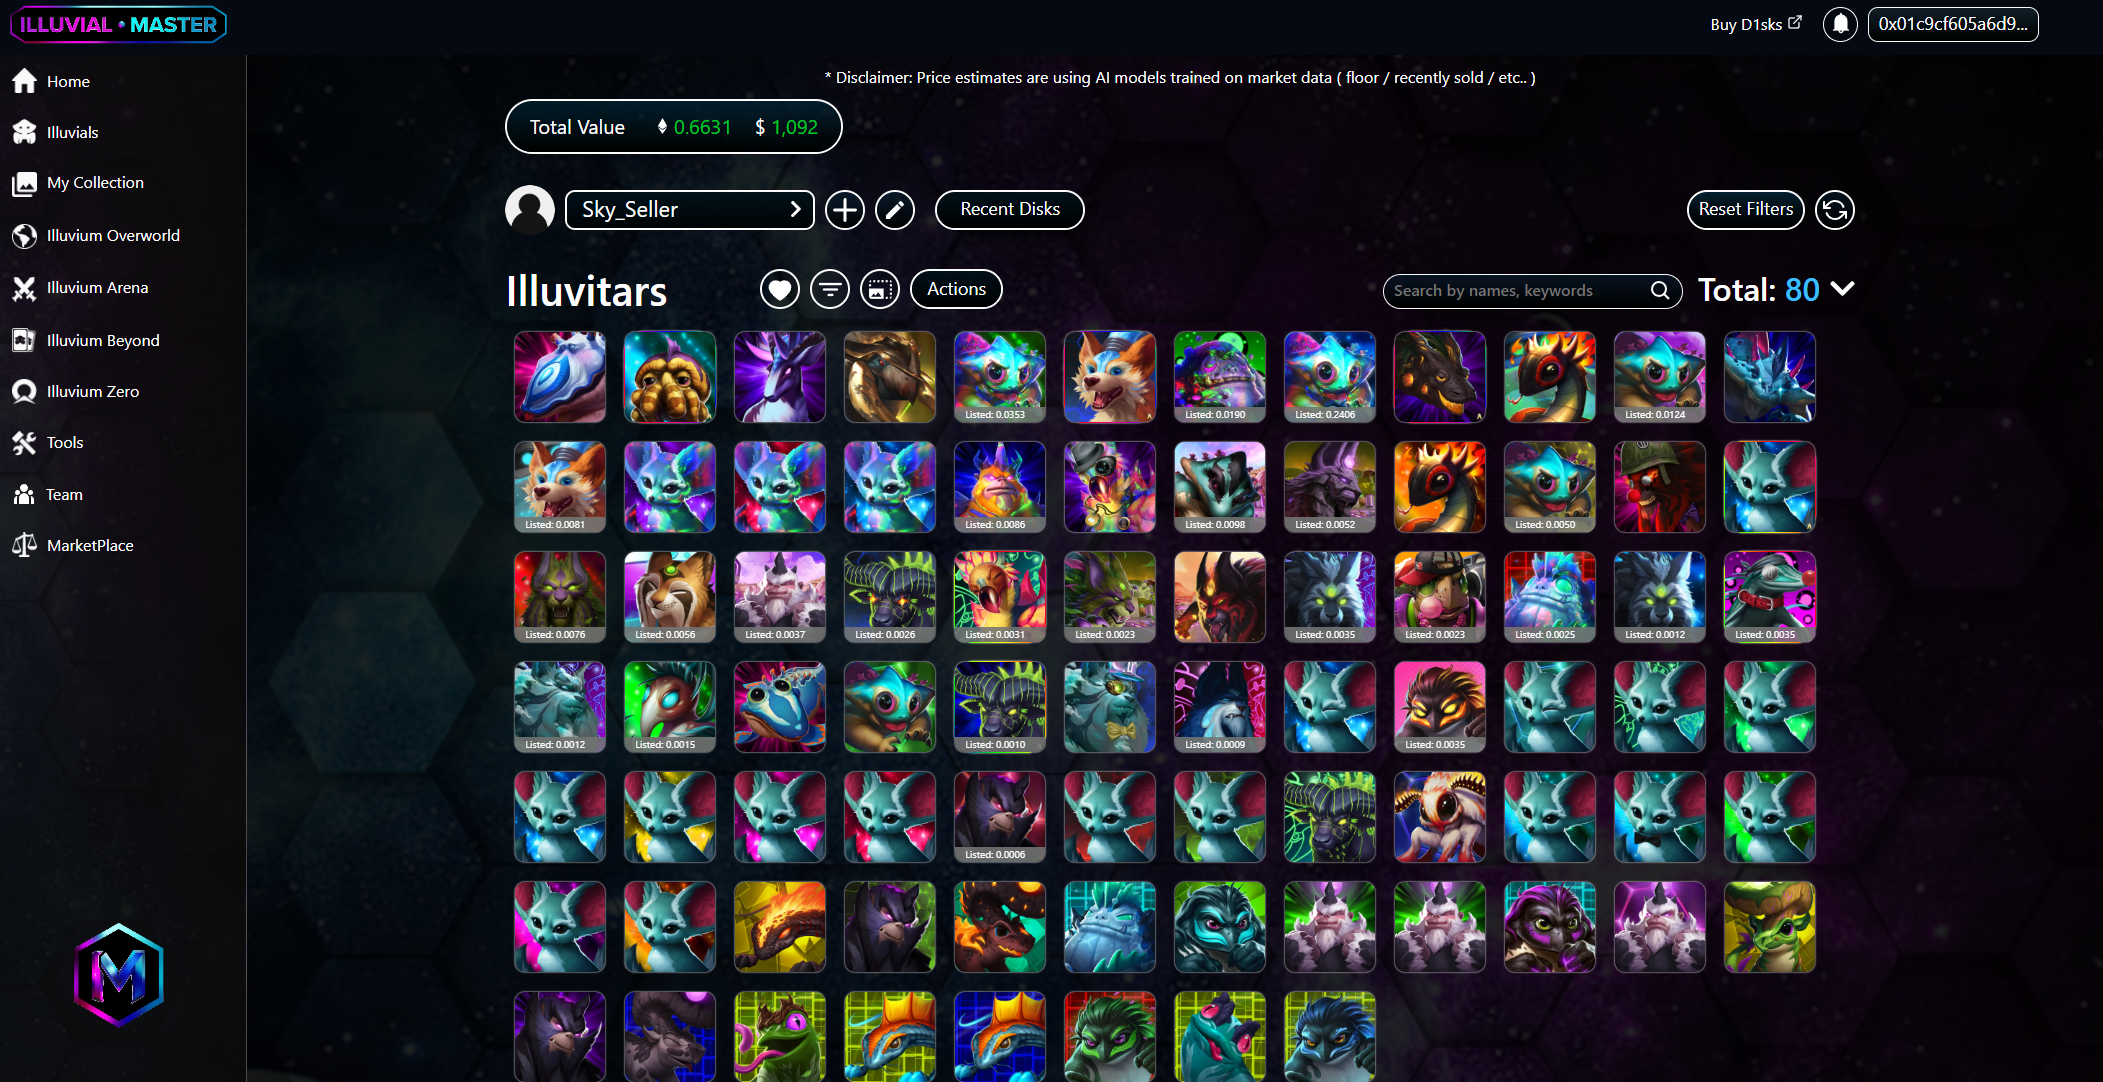 ILLUVIAL • MASTER
Buy D1sks
0x01c9cf605a6d9...
Home
Illuvials
My Collection
Illuvium Overworld
Illuvium Arena
Illuvium Beyond
Illuvium Zero
Tools
Team
MarketPlace
M
* Disclaimer: Price estimates are using AI models trained on market data ( floor / recently sold / etc.. )
Total Value 0.6631 $ 1,092
Sky_Seller
Recent Disks
Reset Filters
Illuvitars
Actions
Search by names, keywords
Total: 80
Listed: 0.0353
Listed: 0.0190
Listed: 0.2406
Listed: 0.0124
Listed: 0.0081
Listed: 0.0086
Listed: 0.0098
Listed: 0.0052
Listed: 0.0050
Listed: 0.0076
Listed: 0.0056
Listed: 0.0037
Listed: 0.0026
Listed: 0.0031
Listed: 0.0023
Listed: 0.0035
Listed: 0.0023
Listed: 0.0025
Listed: 0.0012
Listed: 0.0035
Listed: 0.0012
Listed: 0.0015
Listed: 0.0010
Listed: 0.0009
Listed: 0.0035
Listed: 0.0006